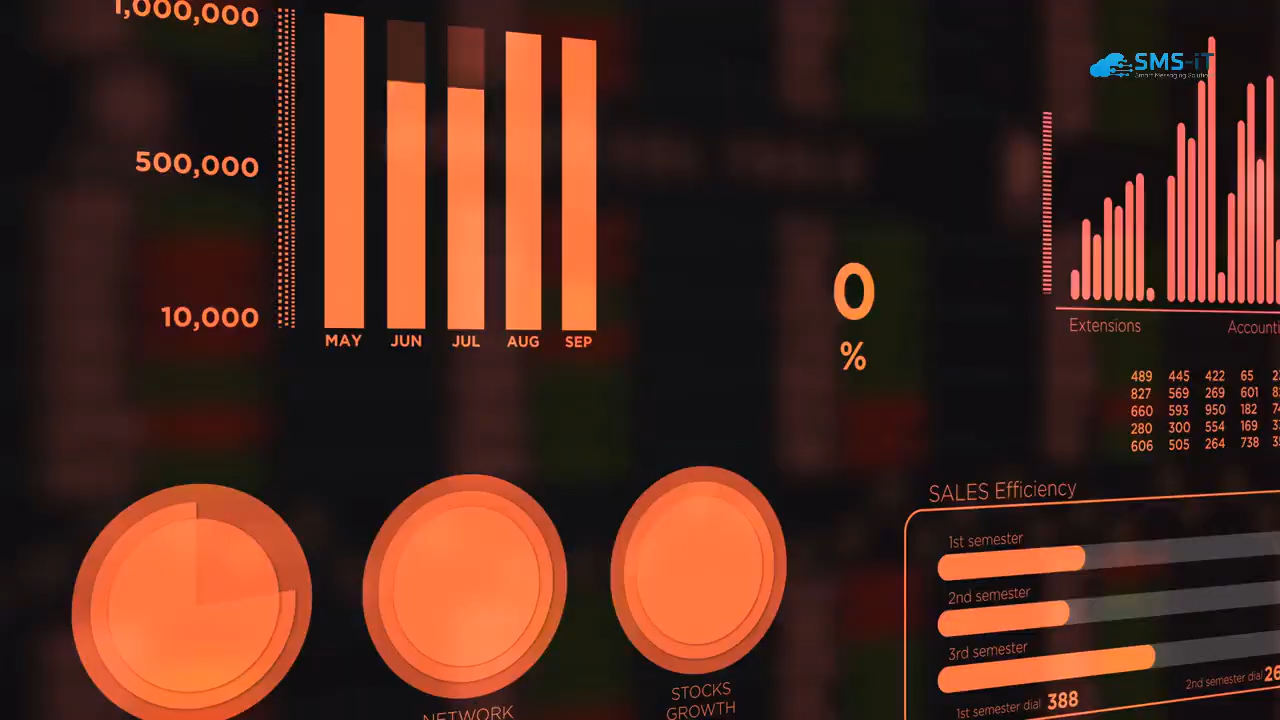 1,000,000
500,000
10,000
MAY JUN JUL AUG SEP
0
%
SMS-iT
Smart Messaging
Extensions
489 445 422 65
827 569 269 601
660 593 950 182
280 300 554 169
606 505 264 738
SALES Efficiency
1st semester
2nd semester
3rd semester
1st semester dial 388
2nd semester dial
NETWORK
STOCKS
GROWTH